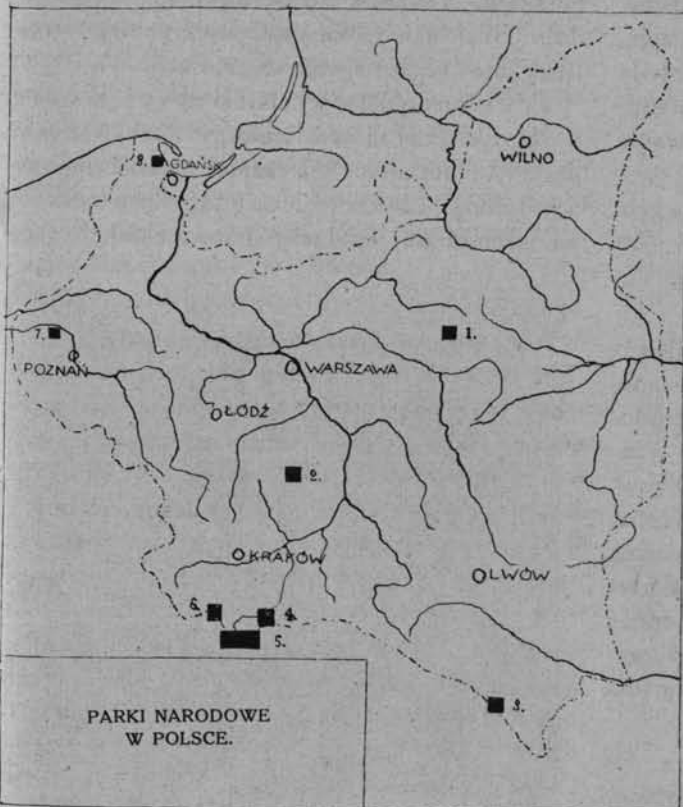 WILNO
8.
GDAŃSK
1.
7.
POZNAŃ
WARSZAWA
ŁÓDŹ
2.
KRAKÓW
LWÓW
6.
4.
5.
3.
PARKI NARODOWE
W POLSCE.